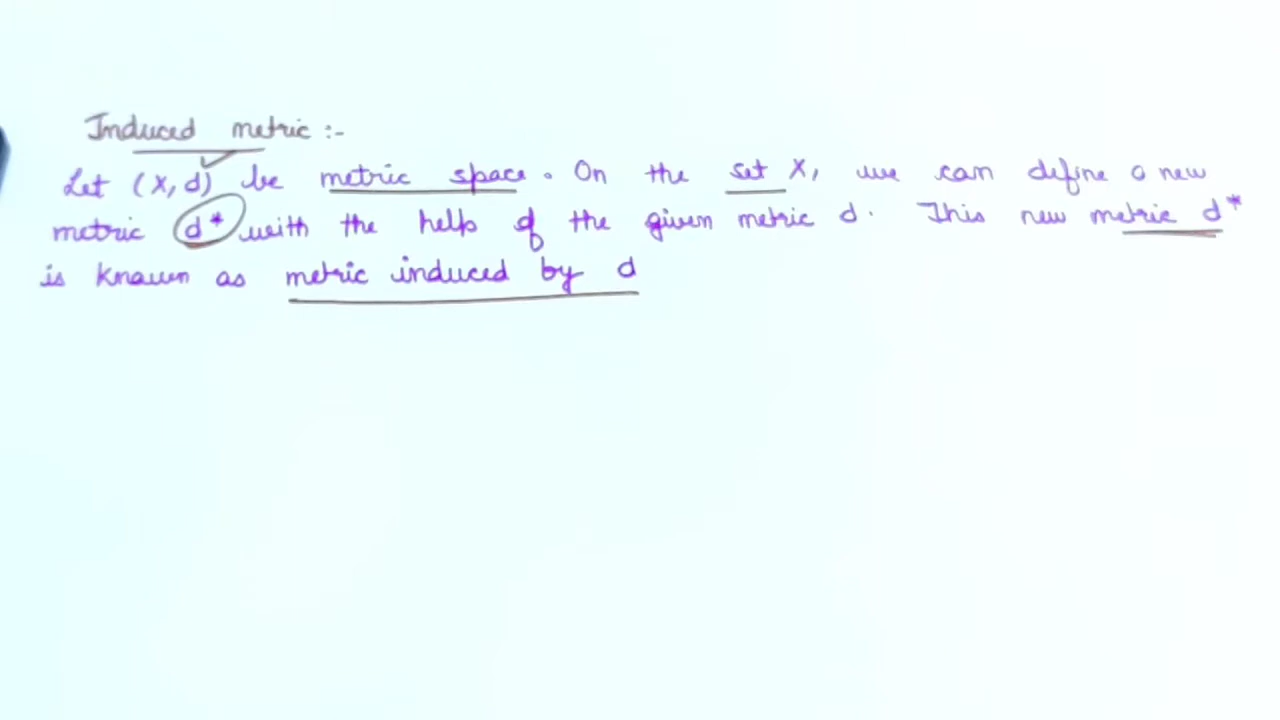 Induced metric :-
Let (X, d) be metric space. On the set X, we can define a new
metric d* with the help of the given metric d. This new metric d*
is known as metric induced by d